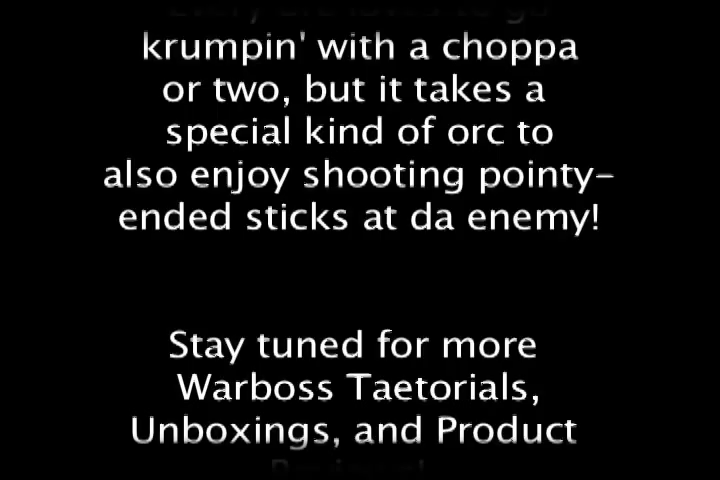 krumpin' with a choppa
or two, but it takes a
special kind of orc to
also enjoy shooting pointy-
ended sticks at da enemy!
Stay tuned for more
Warboss Taetorials,
Unboxings, and Product